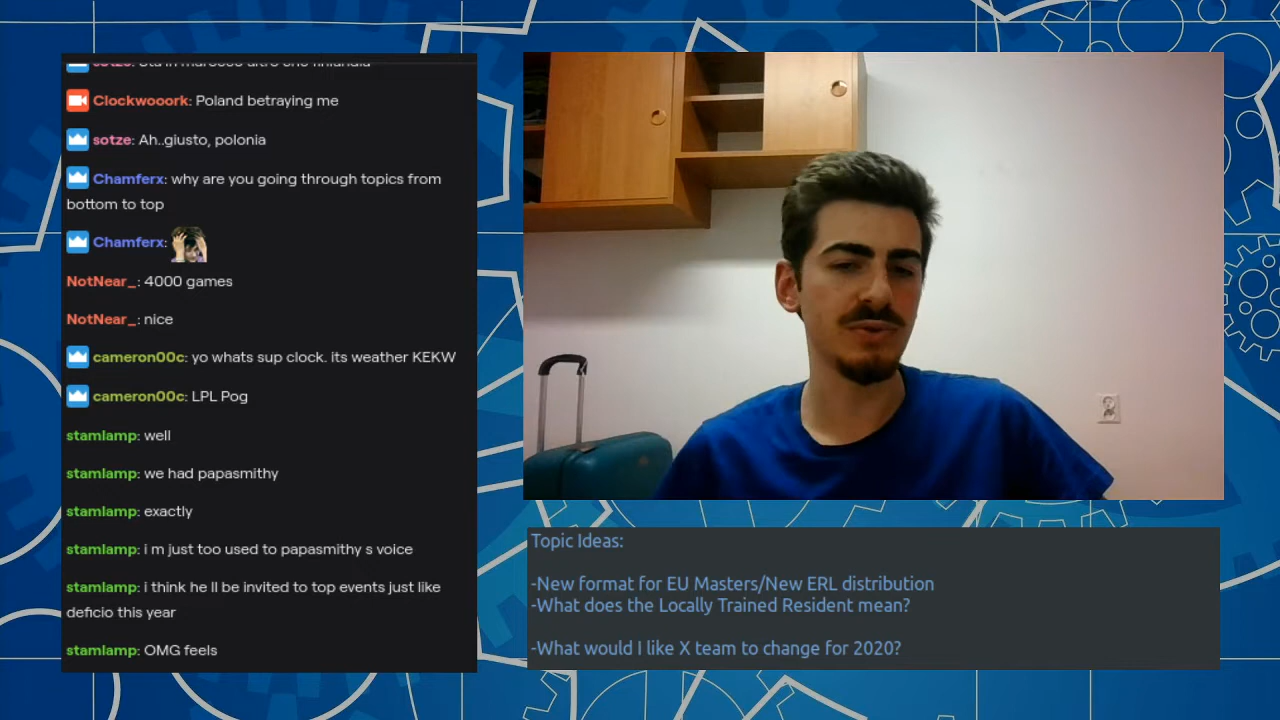 Clockwooork: Poland betraying me
sotze: Ah..giusto, polonia
Chamferx: why are you going through topics from
bottom to top
Chamferx:
NotNear_: 4000 games
NotNear_: nice
cameron00c: yo whats sup clock. its weather KEKW
cameron00c: LPL Pog
stamlamp: well
stamlamp: we had papasmithy
stamlamp: exactly
stamlamp: i m just too used to papasmithy s voice
stamlamp: i think he ll be invited to top events just like
deficio this year
stamlamp: OMG feels
Topic Ideas:
-New format for EU Masters/New ERL distribution
-What does the Locally Trained Resident mean?
-What would I like X team to change for 2020?